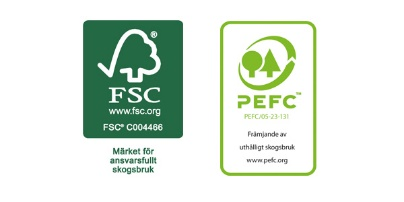 ®
FSC
www.fsc.org
FSC® C004466
Märket för
ansvarsfullt
skogsbruk
PEFC™
PEFC/05-23-131
Främjande av
uthålligt skogsbruk
www.pefc.org